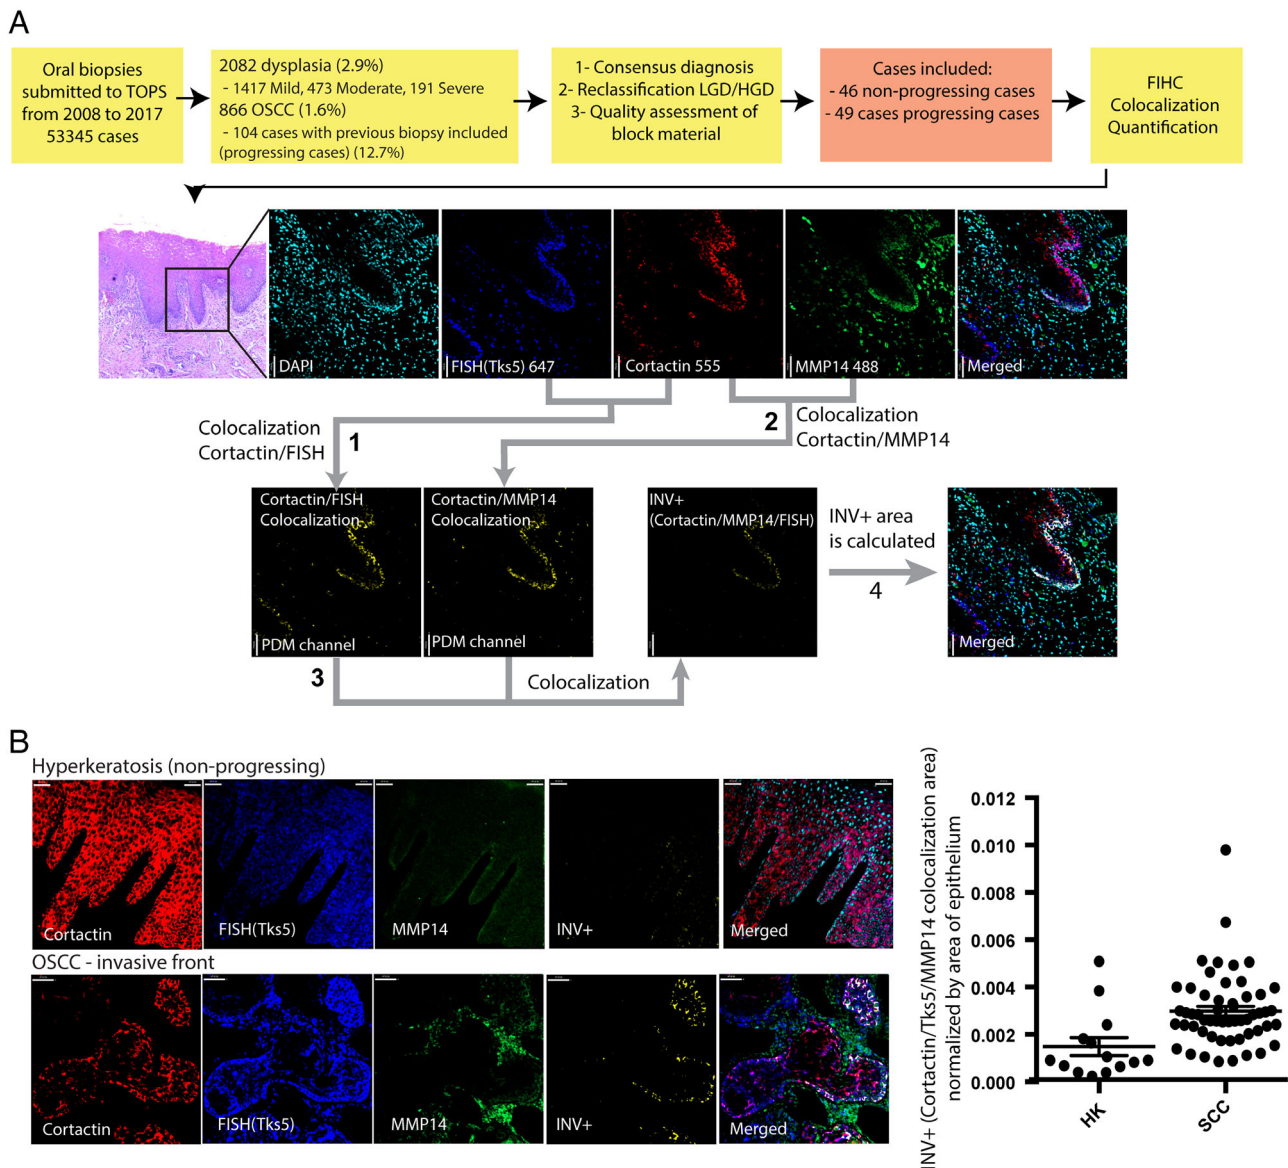 A
Oral biopsies
submitted to TOPS
from 2008 to 2017
53345 cases
2082 dysplasia (2.9%)
- 1417 Mild, 473 Moderate, 191 Severe
866 OSCC (1.6%)
- 104 cases with previous biopsy included
(progressing cases) (12.7%)
1- Consensus diagnosis
2- Reclassification LGD/HGD
3- Quality assessment of
block material
Cases included:
- 46 non-progressing cases
- 49 cases progressing cases
FIHC
Colocalization
Quantification
DAPI
FISH(Tks5) 647
Cortactin 555
MMP14 488
Merged
Colocalization
Cortactin/FISH
1
2
Colocalization
Cortactin/MMP14
Cortactin/FISH
Colocalization
PDM channel
Cortactin/MMP14
Colocalization
PDM channel
INV+
(Cortactin/MMP14/FISH)
INV+ area
is calculated
4
Merged
3
Colocalization
B
Hyperkeratosis (non-progressing)
Cortactin
FISH(Tks5)
MMP14
INV+
Merged
OSCC - invasive front
Cortactin
FISH(Tks5)
MMP14
INV+
Merged
INV+ (Cortactin/Tks5/MMP14 colocalization area)
normalized by area of epithelium
0.012
0.010
0.008
0.006
0.004
0.002
0.000
HK
SCC